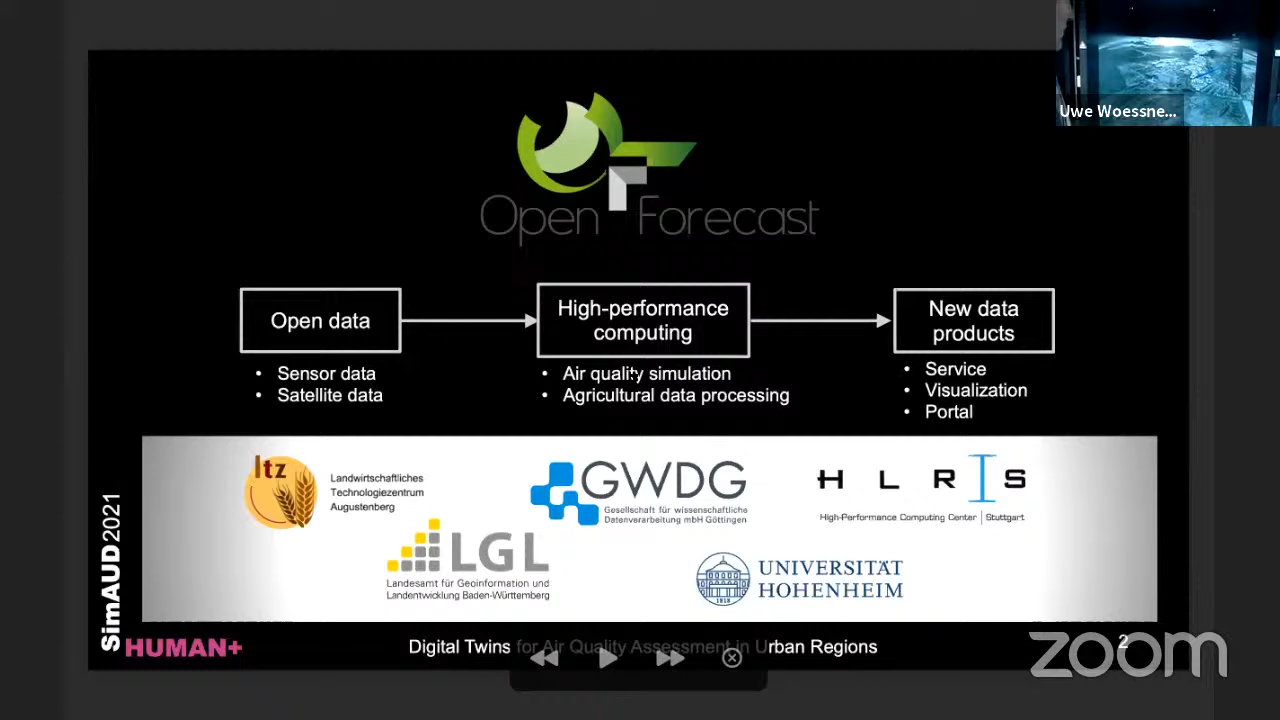 Uwe Woessne...
Open Forecast
Open data
High-performance
computing
New data
products
• Sensor data
• Satellite data
• Air quality simulation
• Agricultural data processing
• Service
• Visualization
• Portal
ltz
Landwirtschaftliches
Technologiezentrum
Augustenberg
GWDG
Gesellschaft für wissenschaftliche
Datenverarbeitung mbH Göttingen
HLRIS
High-Performance Computing Center | Stuttgart
LGL
Landesamt für Geoinformation und
Landentwicklung Baden-Württemberg
1818
UNIVERSITÄT
HOHENHEIM
SimAUD2021
HUMAN+
Digital Twins for Air Quality Assessment in Urban Regions
2
zoom